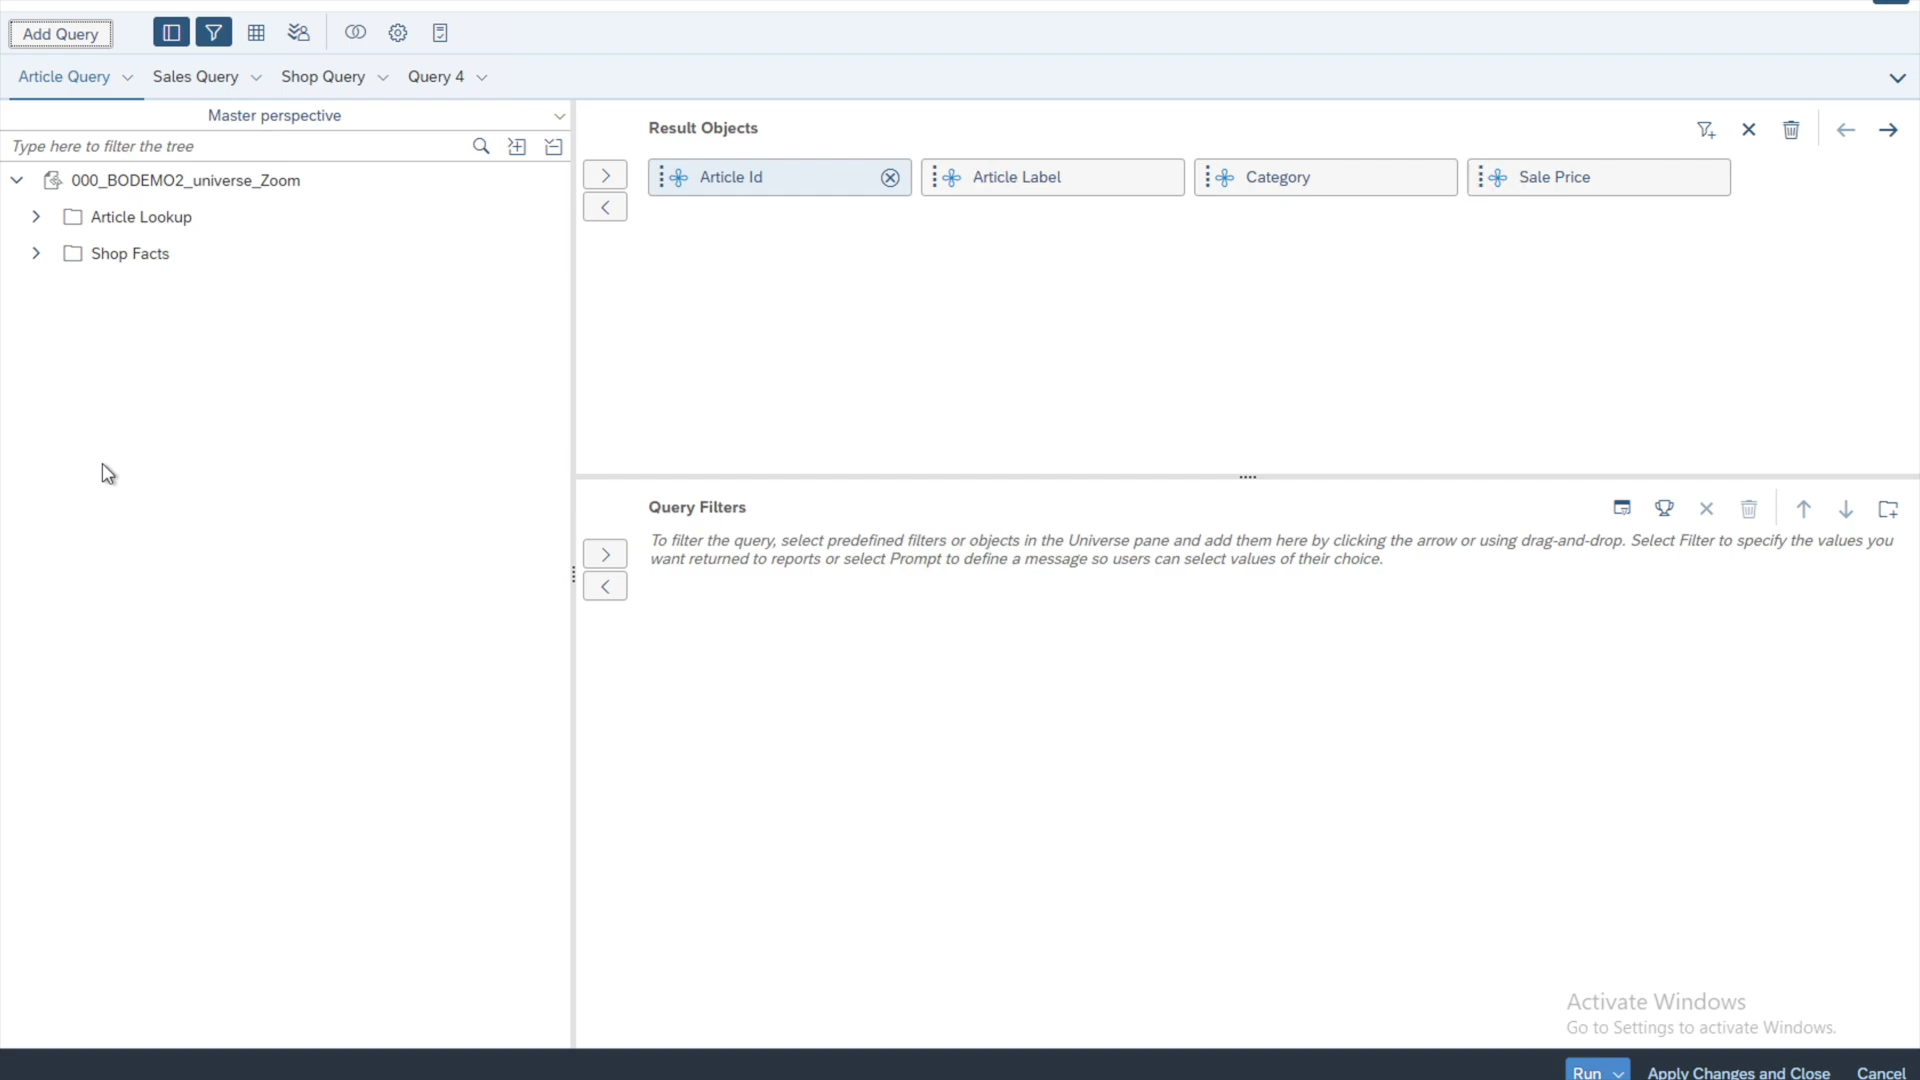 Add Query
Article Query Sales Query Shop Query Query 4
Master perspective
Type here to filter the tree
000_BODEMO2_universe_Zoom
Article Lookup
Shop Facts
Result Objects
Article Id Article Label Category Sale Price
Query Filters
To filter the query, select predefined filters or objects in the Universe pane and add them here by clicking the arrow or using drag-and-drop. Select Filter to specify the values you
want returned to reports or select Prompt to define a message so users can select values of their choice.
Activate Windows
Go to Settings to activate Windows.
Run Apply Changes and Close Cancel